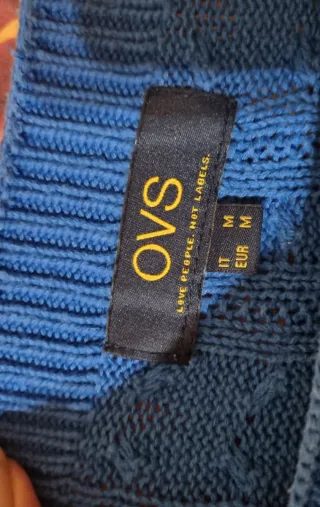 OVS
LOVE PEOPLE. NOT LABELS.
IT M
EUR M